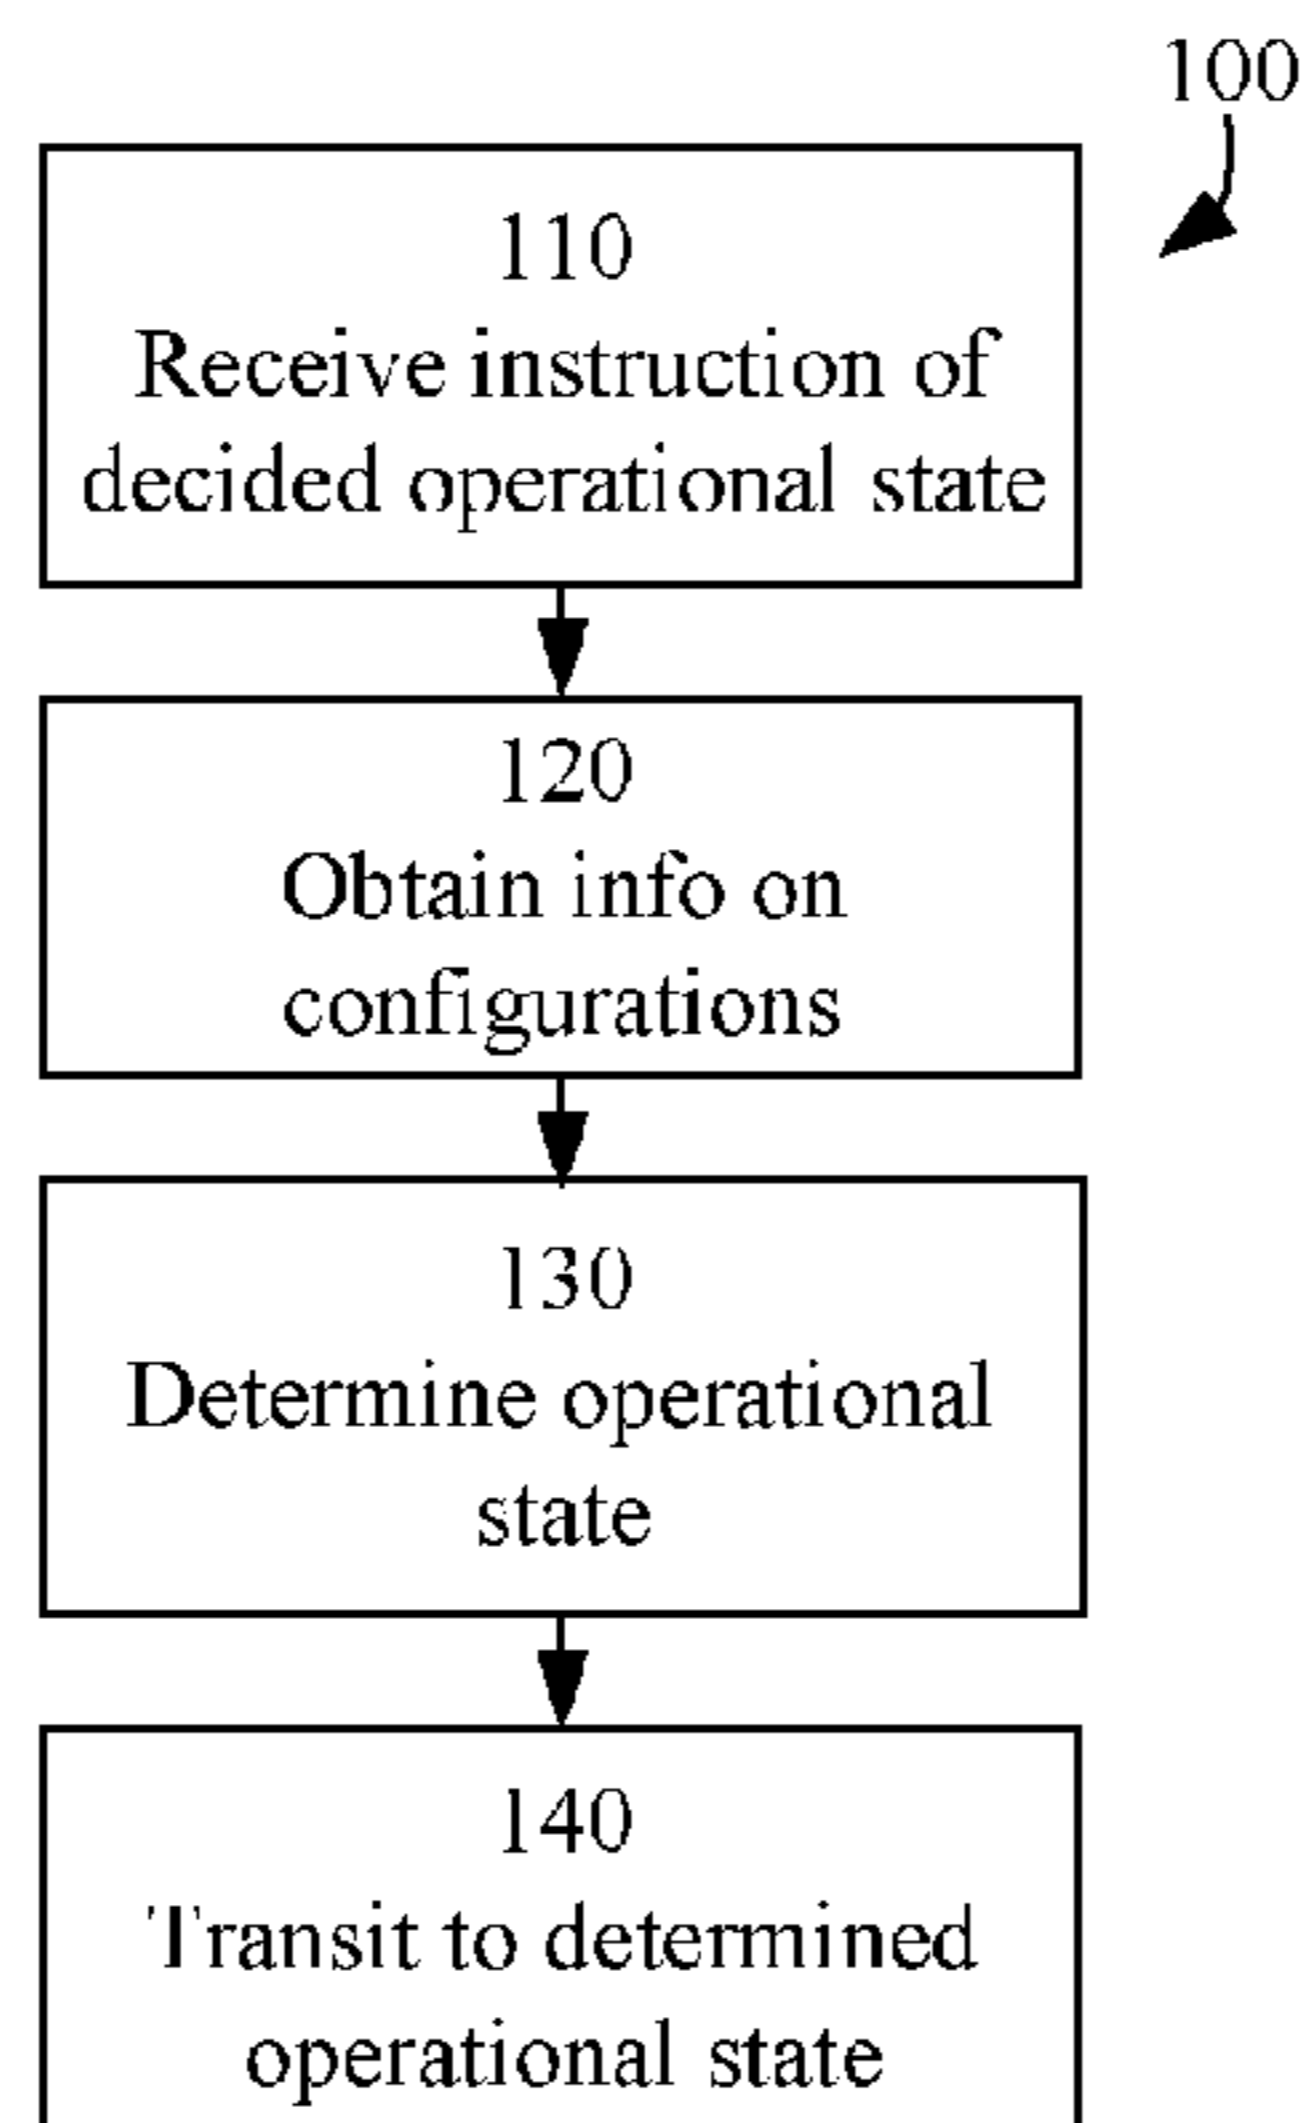 100
110
Receive instruction of
decided operational state
120
Obtain info on
configurations
130
Determine operational
state
140
Transit to determined
operational state